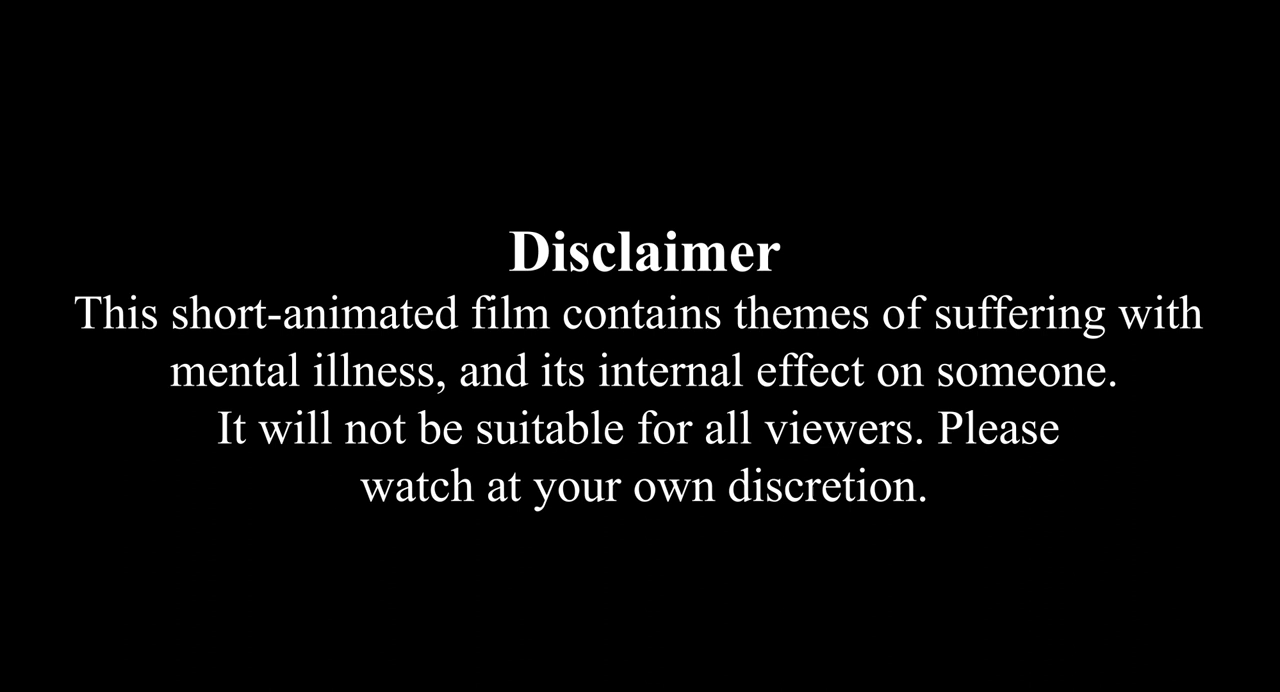 Disclaimer
This short-animated film contains themes of suffering with
mental illness, and its internal effect on someone.
It will not be suitable for all viewers. Please
watch at your own discretion.